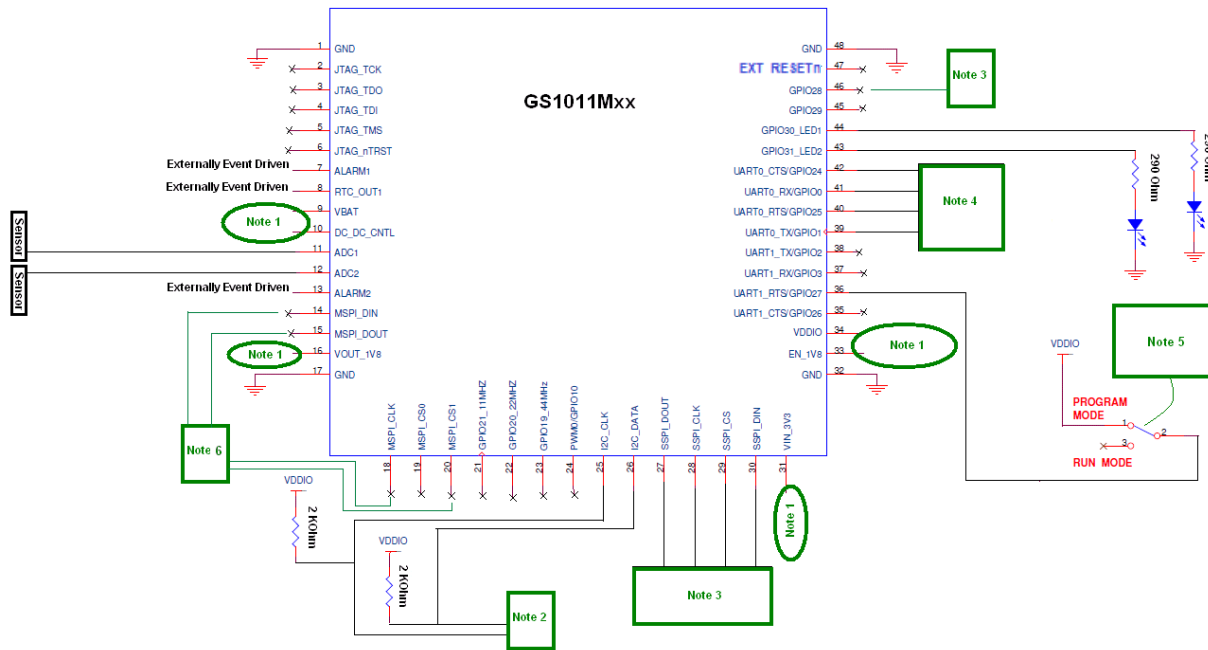 GS1011Mxx
1 GND
2 JTAG_TCK
3 JTAG_TDO
4 JTAG_TDI
5 JTAG_TMS
6 JTAG_nTRST
Externally Event Driven 7 ALARM1
Externally Event Driven 8 RTC_OUT1
Note 1
9 VBAT
10 DC_DC_CNTL
Sensor
11 ADC1
Sensor
12 ADC2
Externally Event Driven 13 ALARM2
14 MSPI_DIN
15 MSPI_DOUT
Note 1 16 VOUT_1V8
17 GND
GND 48
EXT RESETn 47
GPIO28 46
Note 3
GPIO29 45
GPIO30_LED1 44
GPIO31_LED2 43
UART0_CTS/GPIO24 42
UART0_RX/GPIO0 41
UART0_RTS/GPIO25 40
UART0_TX/GPIO1 39
Note 4
UART1_TX/GPIO2 38
UART1_RX/GPIO3 37
UART1_RTS/GPIO27 36
UART1_CTS/GPIO26 35
VDDIO 34
EN_1V8 33
Note 1
GND 32
290 Ohm
Ohm
Note 5
VDDIO
PROGRAM
MODE
1
2
3
RUN MODE
MSPI_CLK 18
MSPI_CS0 19
MSPI_CS1 20
GPIO21_11MHZ 21
GPIO20_22MHZ 22
GPIO19_44MHz 23
PWM0/GPIO10 24
I2C_CLK 25
I2C_DATA 26
SSPI_DOUT 27
SSPI_CLK 28
SSPI_CS 29
SSPI_DIN 30
VIN_3V3 31
Note 6
VDDIO
2 KOhm
VDDIO
2 KOhm
Note 2
Note 3
Note 1